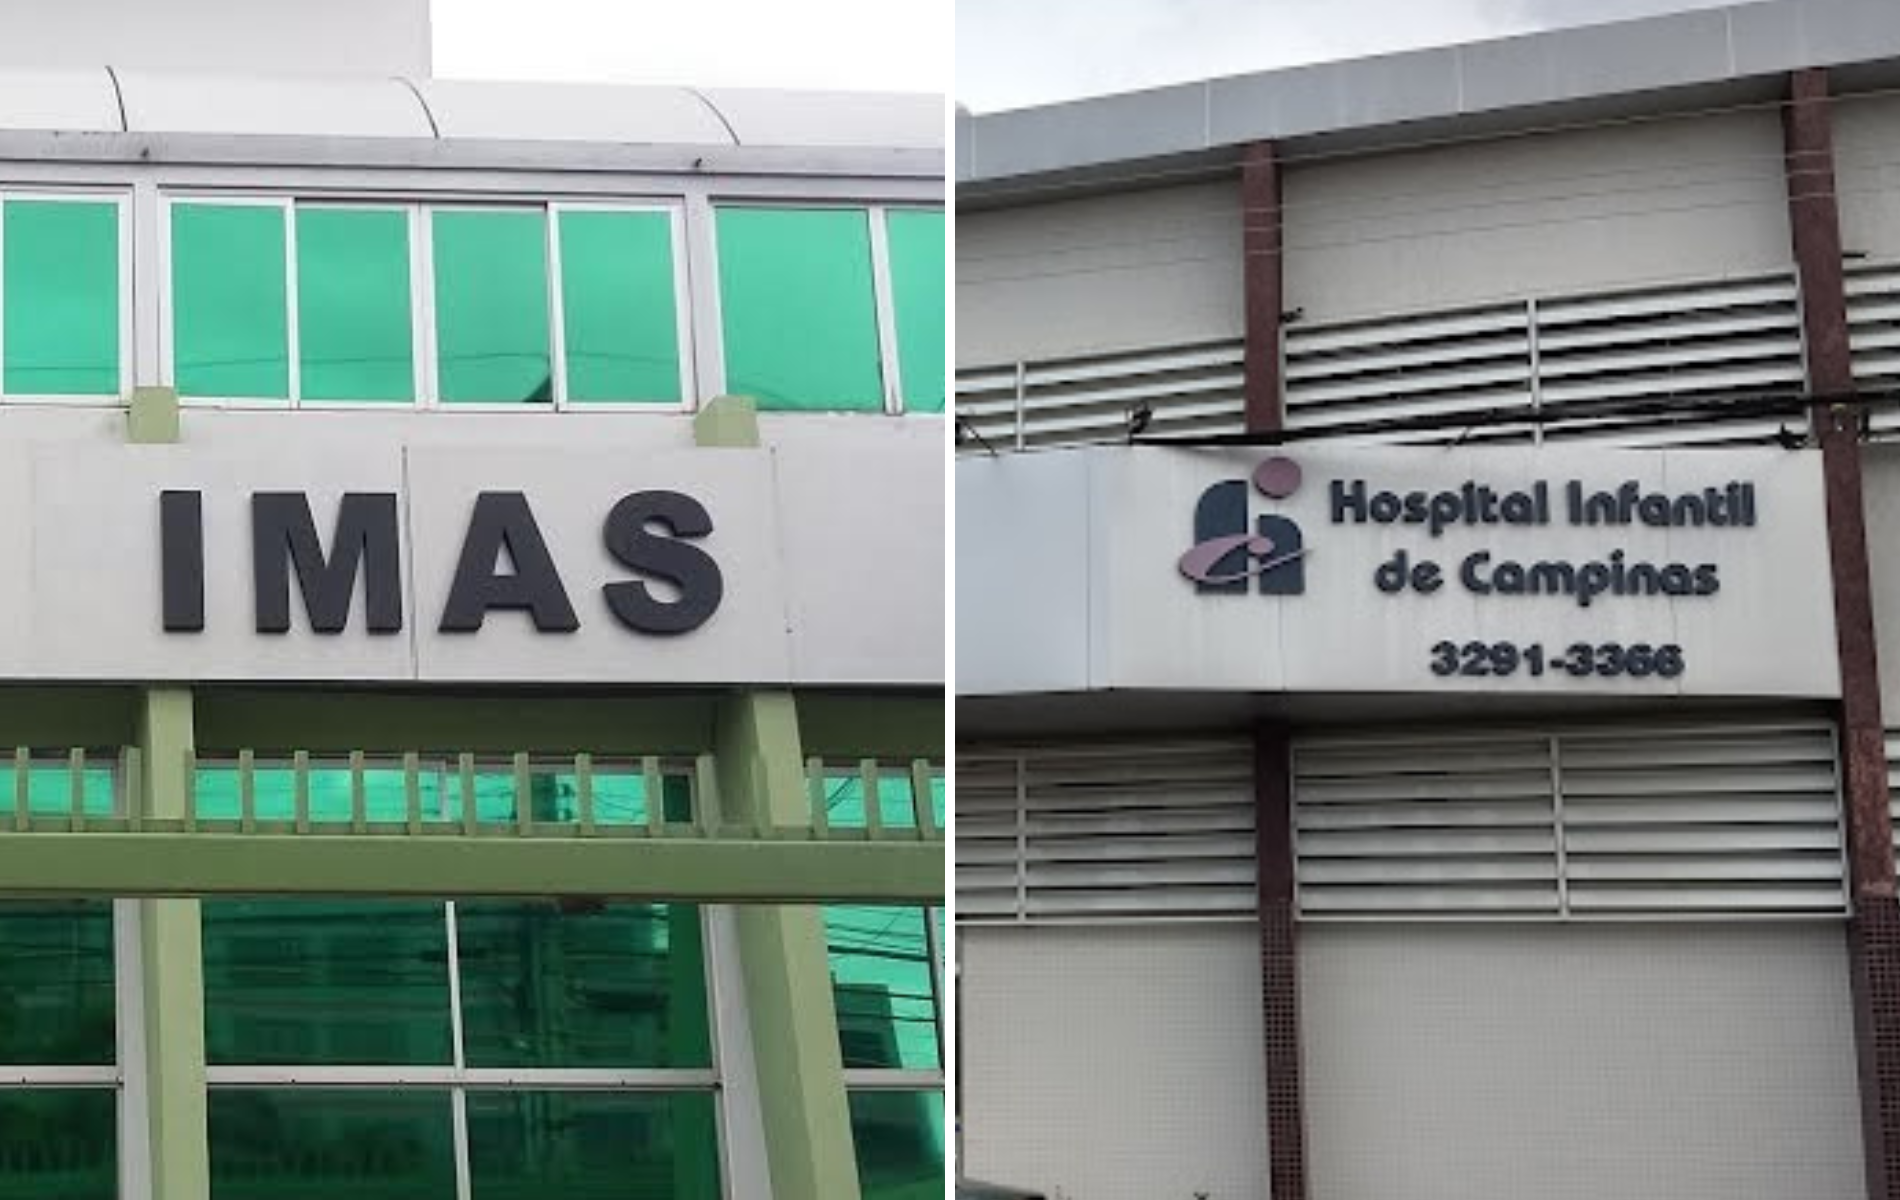 IMAS
Hospital Infantil
de Campinas
3291-3366